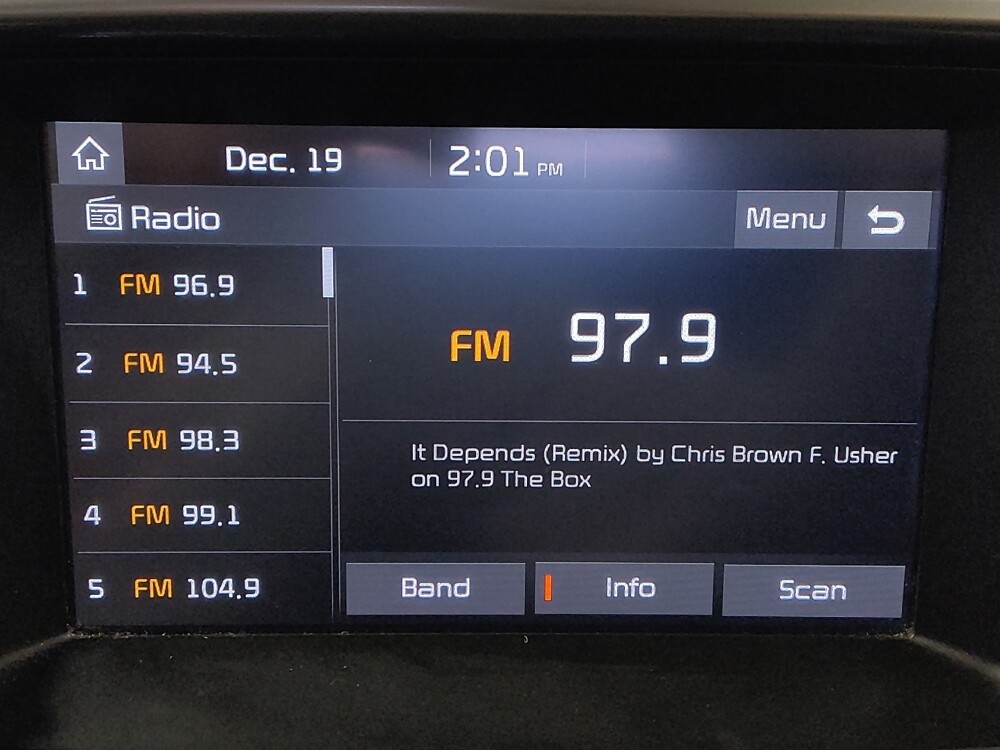 Dec. 19 2:01 PM
Radio Menu
1 FM 96.9
2 FM 94.5
3 FM 98.3
4 FM 99.1
5 FM 104.9
FM 97.9
It Depends (Remix) by Chris Brown F. Usher
on 97.9 The Box
Band Info Scan